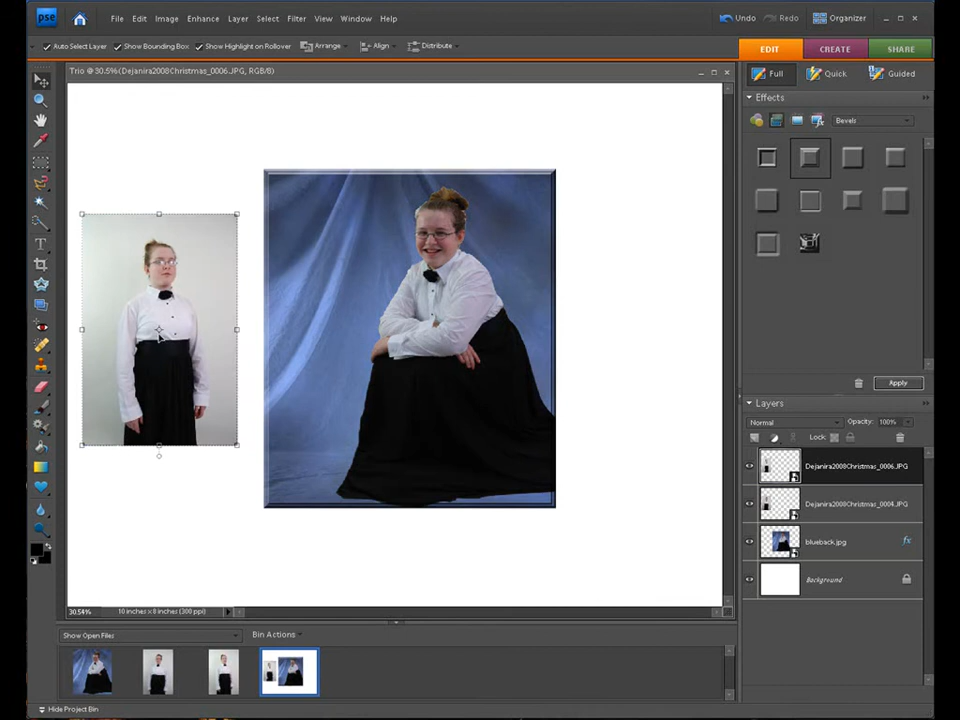 pse File Edit Image Enhance Layer Select Filter View Window Help Undo Redo Organizer
Auto Select Layer Show Bounding Box Show Highlight on Rollover Arrange Align Distribute EDIT CREATE SHARE
Trio @ 30.5%(Dejanira2008Christmas_0006.JPG, RGB/8)
Full Quick Guided
Effects
Bevels
Apply
Layers
Normal Opacity: 100%
Lock:
Dejanira2008Christmas_0006.JPG
Dejanira2008Christmas_0004.JPG
blueback.jpg fx
Background
30.54% 10 inches x 8 inches (300 ppi)
Show Open Files Bin Actions
Hide Project Bin